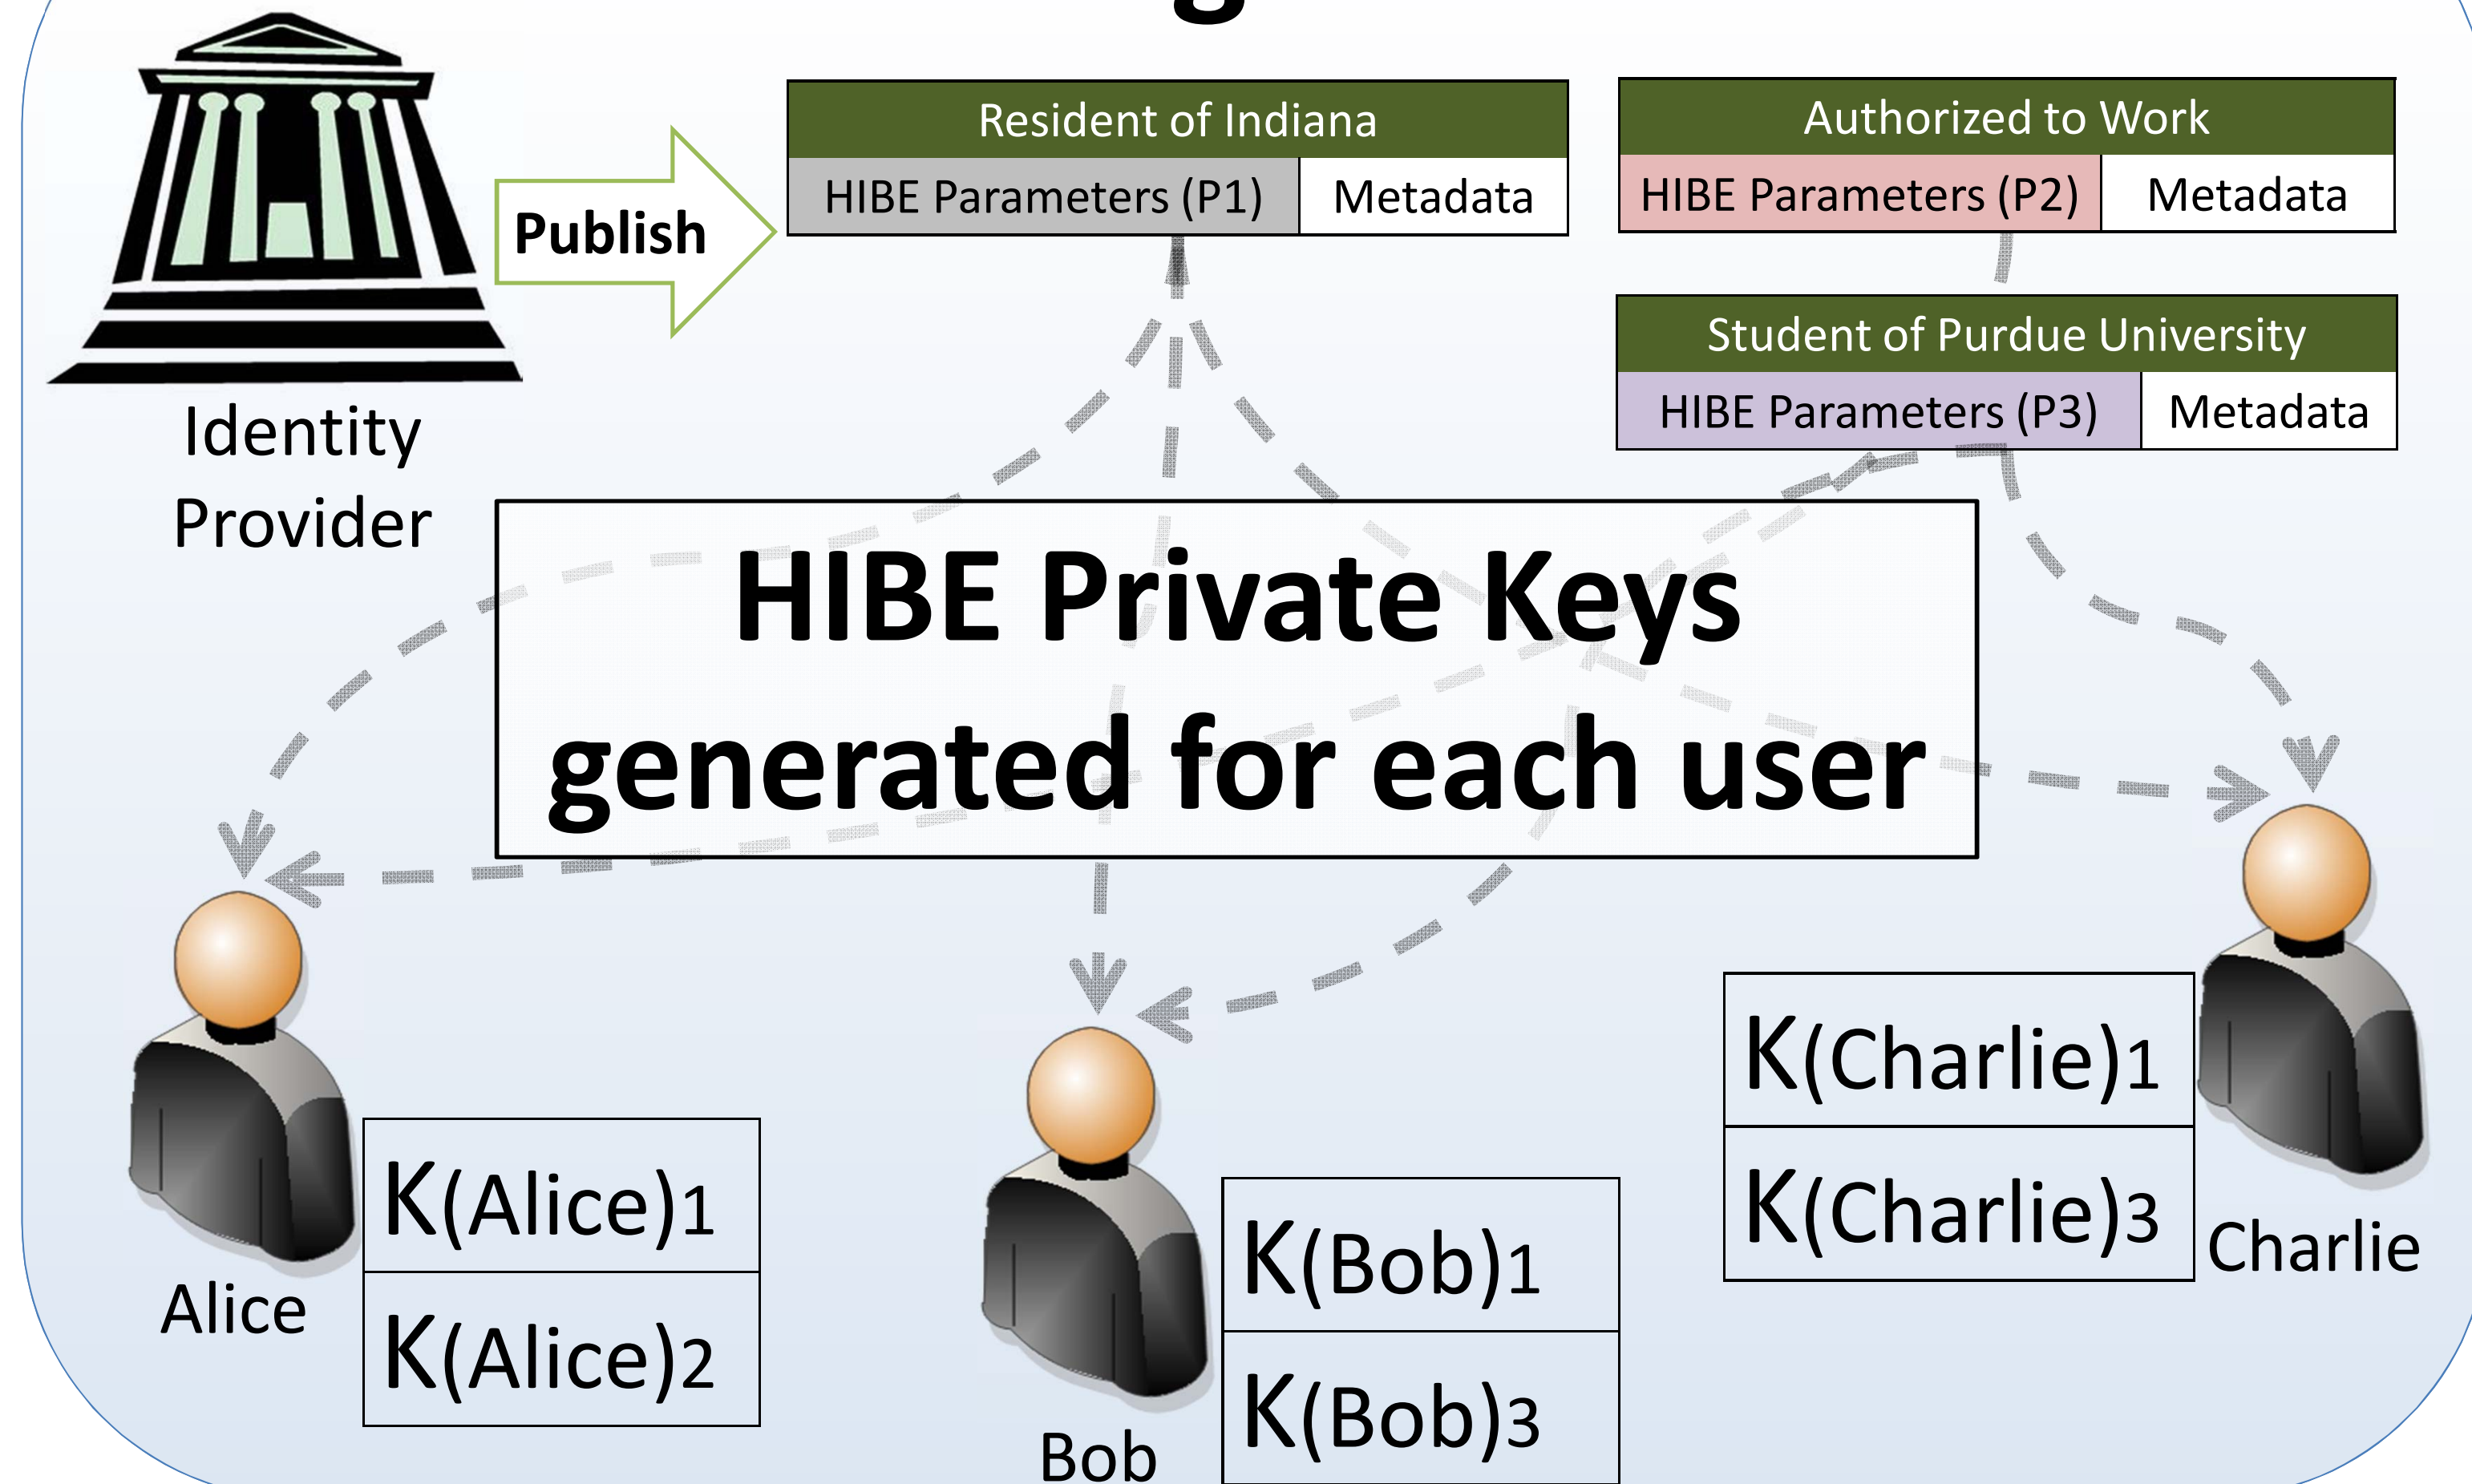 Resident of Indiana
HIBE Parameters (P1) Metadata
Authorized to Work
HIBE Parameters (P2) Metadata
Publish
Student of Purdue University
HIBE Parameters (P3) Metadata
Identity
Provider
HIBE Private Keys
generated for each user
K(Alice)1
K(Alice)2
Alice
K(Bob)1
K(Bob)3
Bob
K(Charlie)1
K(Charlie)3
Charlie